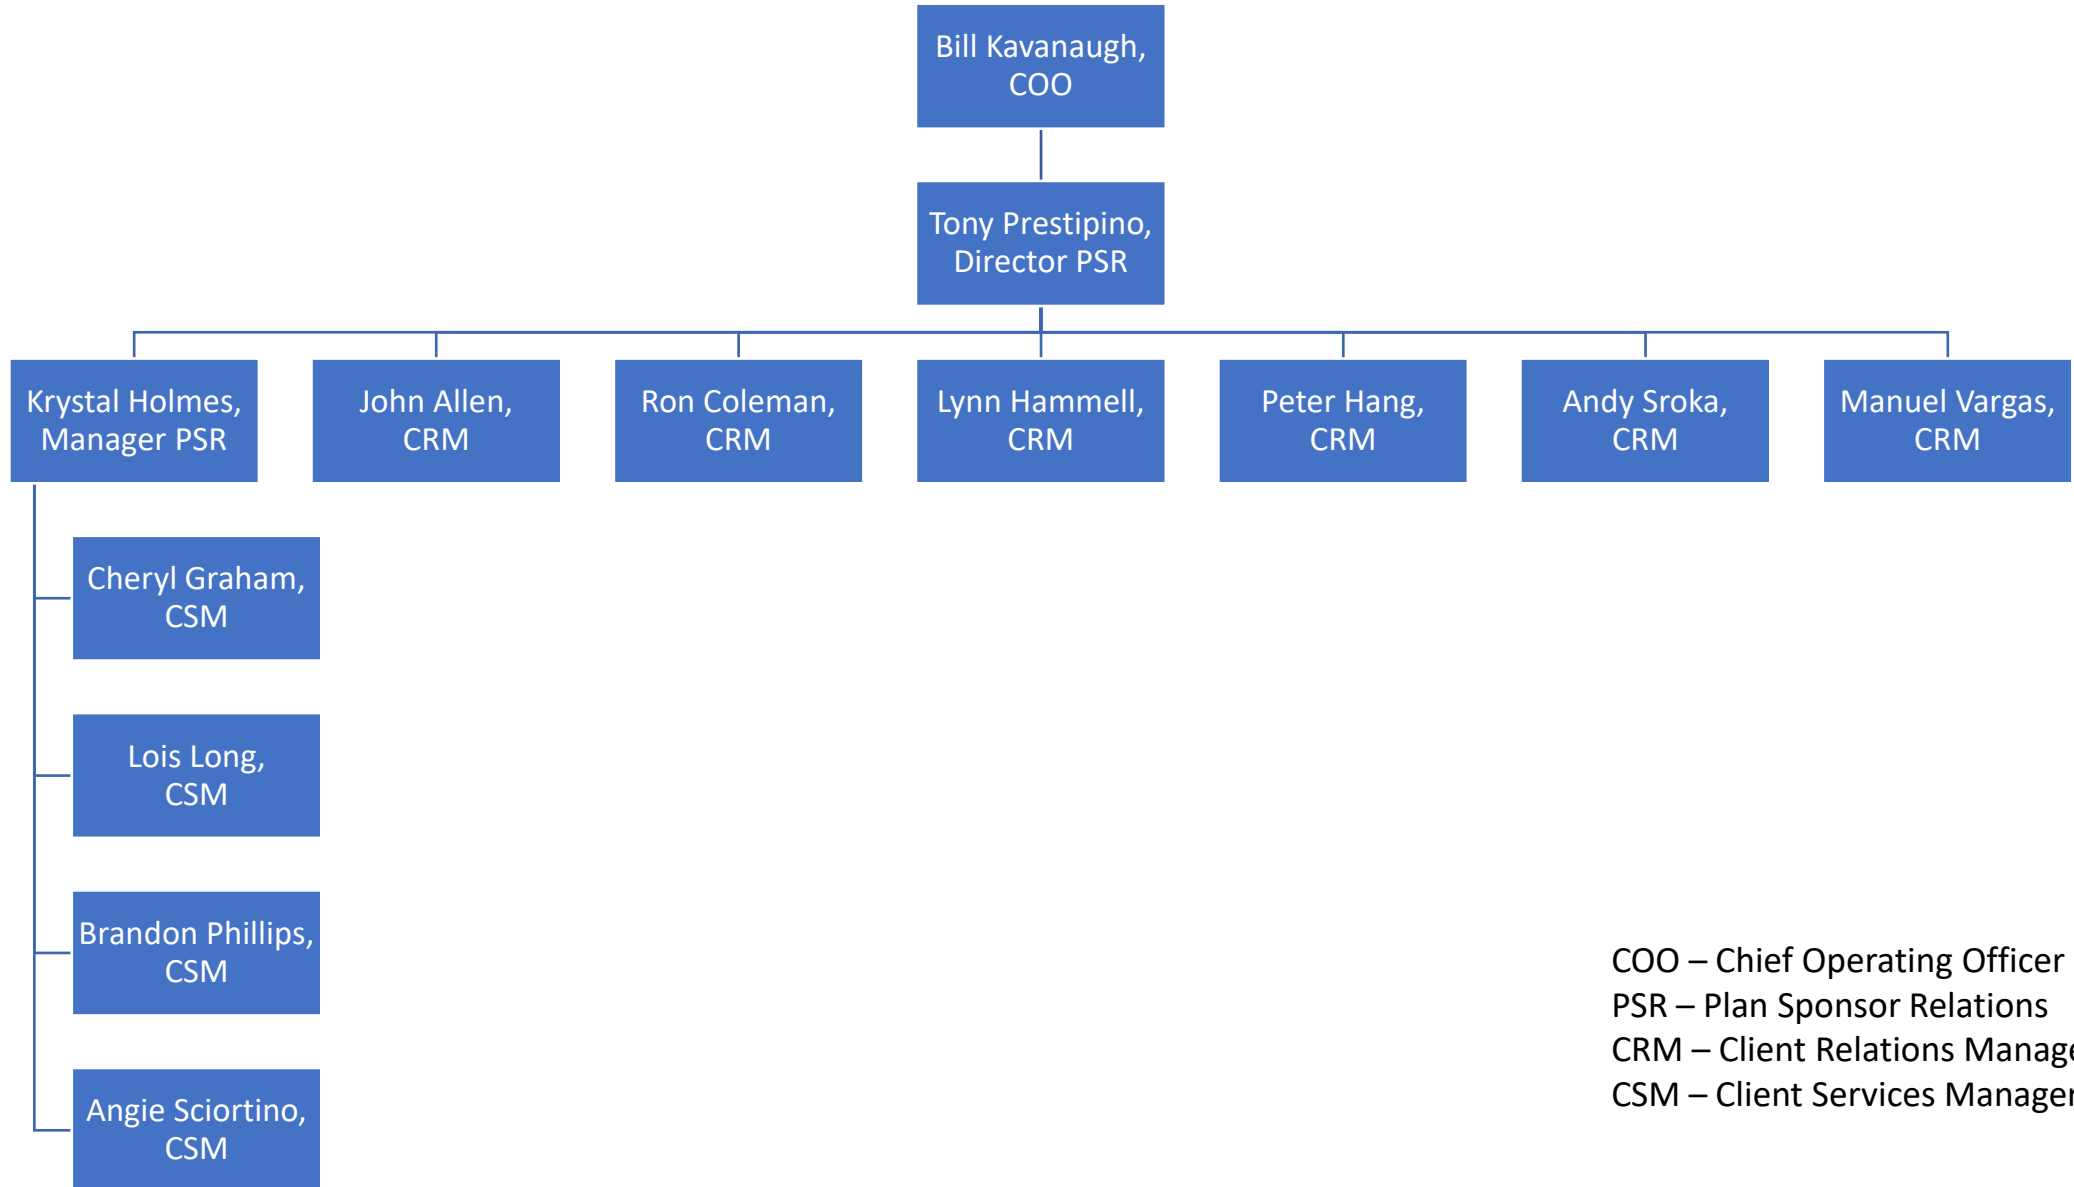 Bill Kavanaugh,
COO
Tony Prestipino,
Director PSR
Krystal Holmes,
Manager PSR
John Allen,
CRM
Ron Coleman,
CRM
Lynn Hammell,
CRM
Peter Hang,
CRM
Andy Sroka,
CRM
Manuel Vargas,
CRM
Cheryl Graham,
CSM
Lois Long,
CSM
Brandon Phillips,
CSM
Angie Sciortino,
CSM
COO – Chief Operating Officer
PSR – Plan Sponsor Relations
CRM – Client Relations Manage
CSM – Client Services Manager